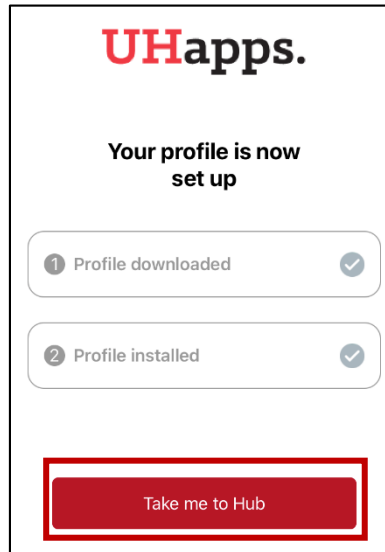 UHapps.
Your profile is now
set up
1 Profile downloaded
2 Profile installed
Take me to Hub